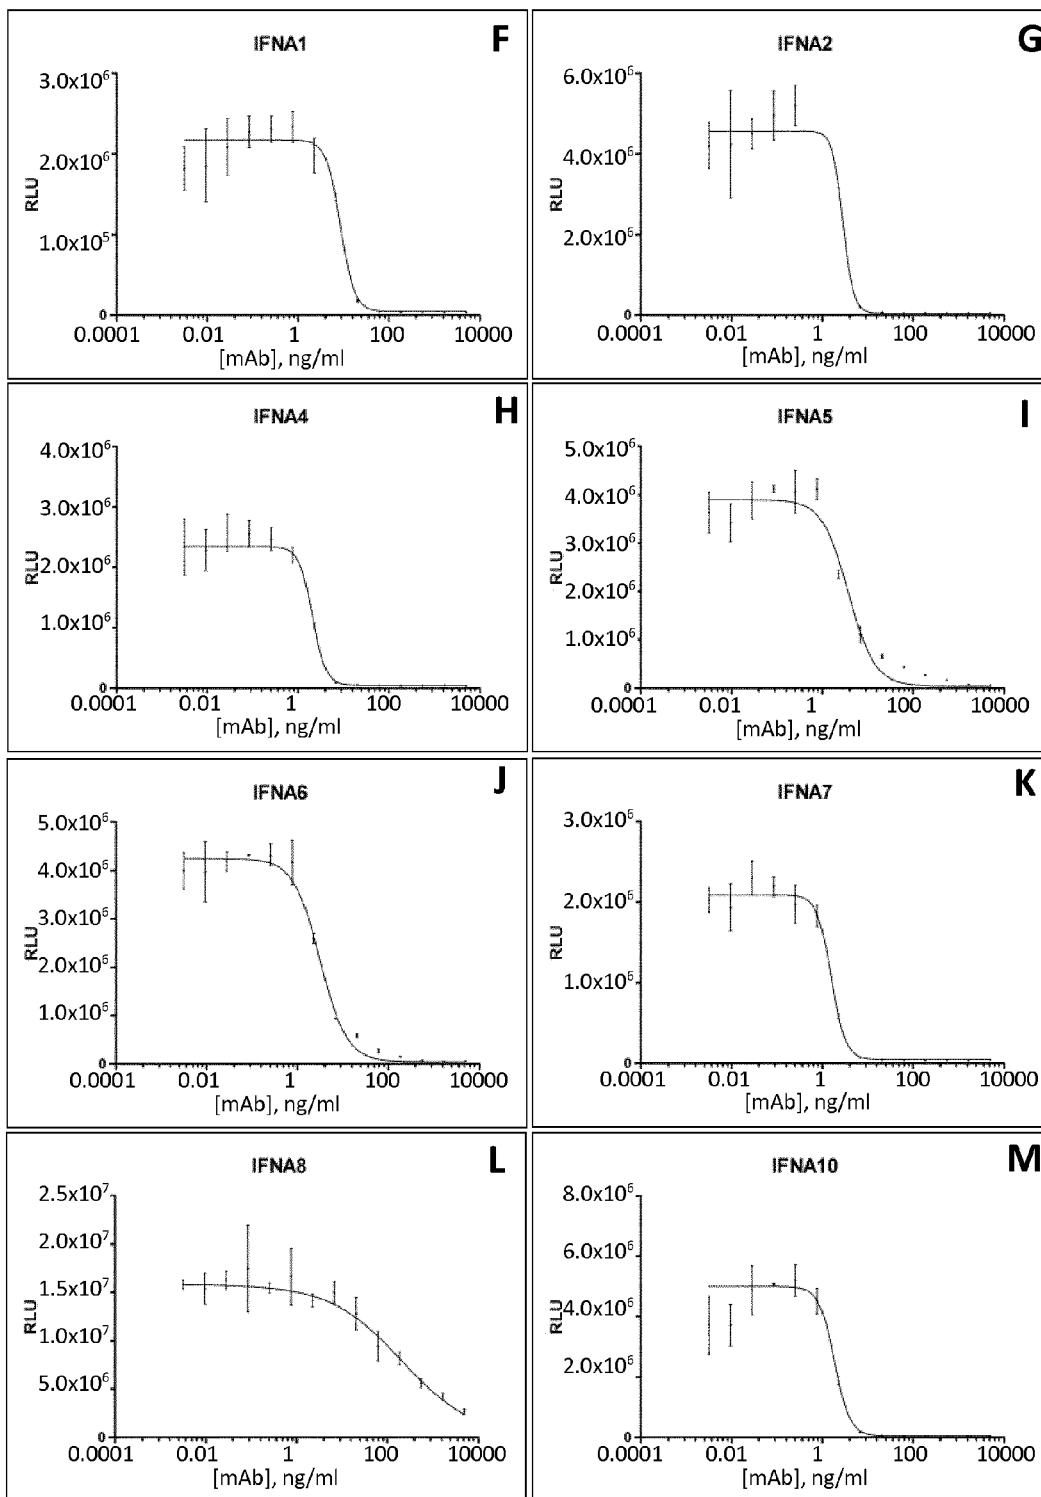 IFNA1
F
3.0x10⁶
2.0x10⁶
1.0x10⁵
0
RLU
0.0001 0.01 1 100 10000
[mAb], ng/ml
IFNA2
G
6.0x10⁶
4.0x10⁶
2.0x10⁶
0
RLU
0.0001 0.01 1 100 10000
[mAb], ng/ml
IFNA4
H
4.0x10⁶
3.0x10⁶
2.0x10⁶
1.0x10⁶
0
RLU
0.0001 0.01 1 100 10000
[mAb], ng/ml
IFNA5
I
5.0x10⁶
4.0x10⁶
3.0x10⁶
2.0x10⁶
1.0x10⁶
0
RLU
0.0001 0.01 1 100 10000
[mAb], ng/ml
IFNA6
J
5.0x10⁶
4.0x10⁶
3.0x10⁶
2.0x10⁶
1.0x10⁶
0
RLU
0.0001 0.01 1 100 10000
[mAb], ng/ml
IFNA7
K
3.0x10⁶
2.0x10⁶
1.0x10⁶
0
RLU
0.0001 0.01 1 100 10000
[mAb], ng/ml
IFNA8
L
2.5x10⁷
2.0x10⁷
1.5x10⁷
1.0x10⁷
5.0x10⁶
0
RLU
0.0001 0.01 1 100 10000
[mAb], ng/ml
IFNA10
M
8.0x10⁶
6.0x10⁶
4.0x10⁶
2.0x10⁶
0
RLU
0.0001 0.01 1 100 10000
[mAb], ng/ml